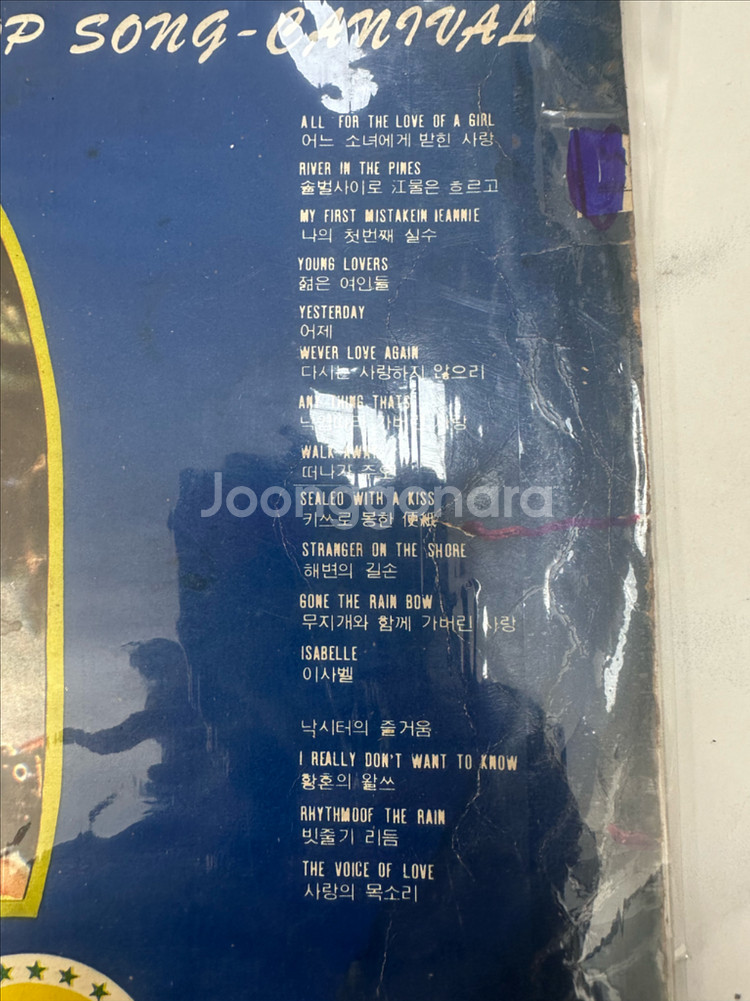 P SONG-CANIVAL
ALL FOR THE LOVE OF A GIRL
어느 소녀에게 받힌 사랑
RIVER IN THE PINES
솔벌사이로 江물은 흐르고
MY FIRST MISTAKEIN IEANNIE
나의 첫번째 실수
YOUNG LOVERS
젊은 여인들
YESTERDAY
어제
WEVER LOVE AGAIN
다시는 사랑하지 않으리
THATS
WALK AWAY
떠나가 주오
Joonggonara
SEALED WITH A KISS
키쓰로 봉한 便紙
STRANGER ON THE SHORE
해변의 길손
GONE THE RAIN BOW
무지개와 함께 가버린 사랑
ISABELLE
이사벨
낙시터의 즐거움
I REALLY DON'T WANT TO KNOW
황혼의 왈쓰
RHYTHMOOF THE RAIN
빗줄기 리듬
THE VOICE OF LOVE
사랑의 목소리